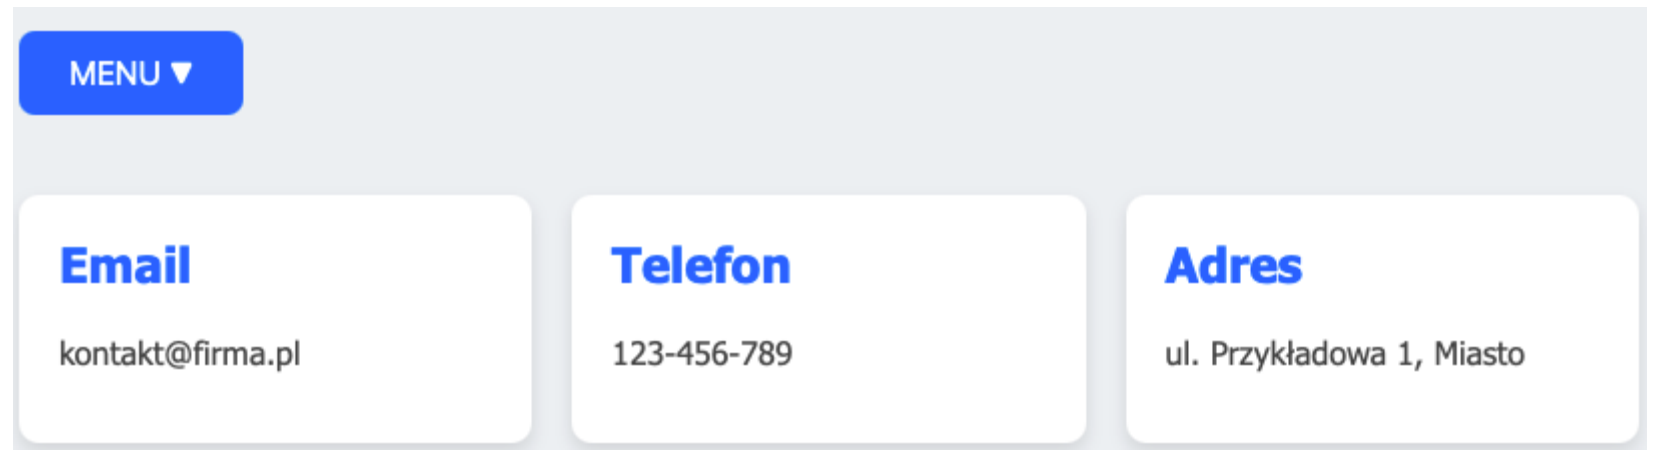 MENU ▼
Email
kontakt@firma.pl
Telefon
123-456-789
Adres
ul. Przykładowa 1, Miasto